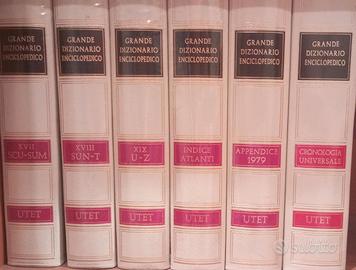 GRANDE
DIZIONARIO
ENCICLOPEDICO
XVII
SCU-SUM
UTET
GRANDE
DIZIONARIO
ENCICLOPEDICO
XVIII
SUN-T
UTET
GRANDE
DIZIONARIO
ENCICLOPEDICO
XIX
U-Z
UTET
GRANDE
DIZIONARIO
ENCICLOPEDICO
INDICE
ATLANTI
UTET
GRANDE
DIZIONARIO
ENCICLOPEDICO
APPENDICE
1979
UTET
GRANDE
DIZIONARIO
ENCICLOPEDICO
CRONOLOGIA
UNIVERSALE
UTET
subito